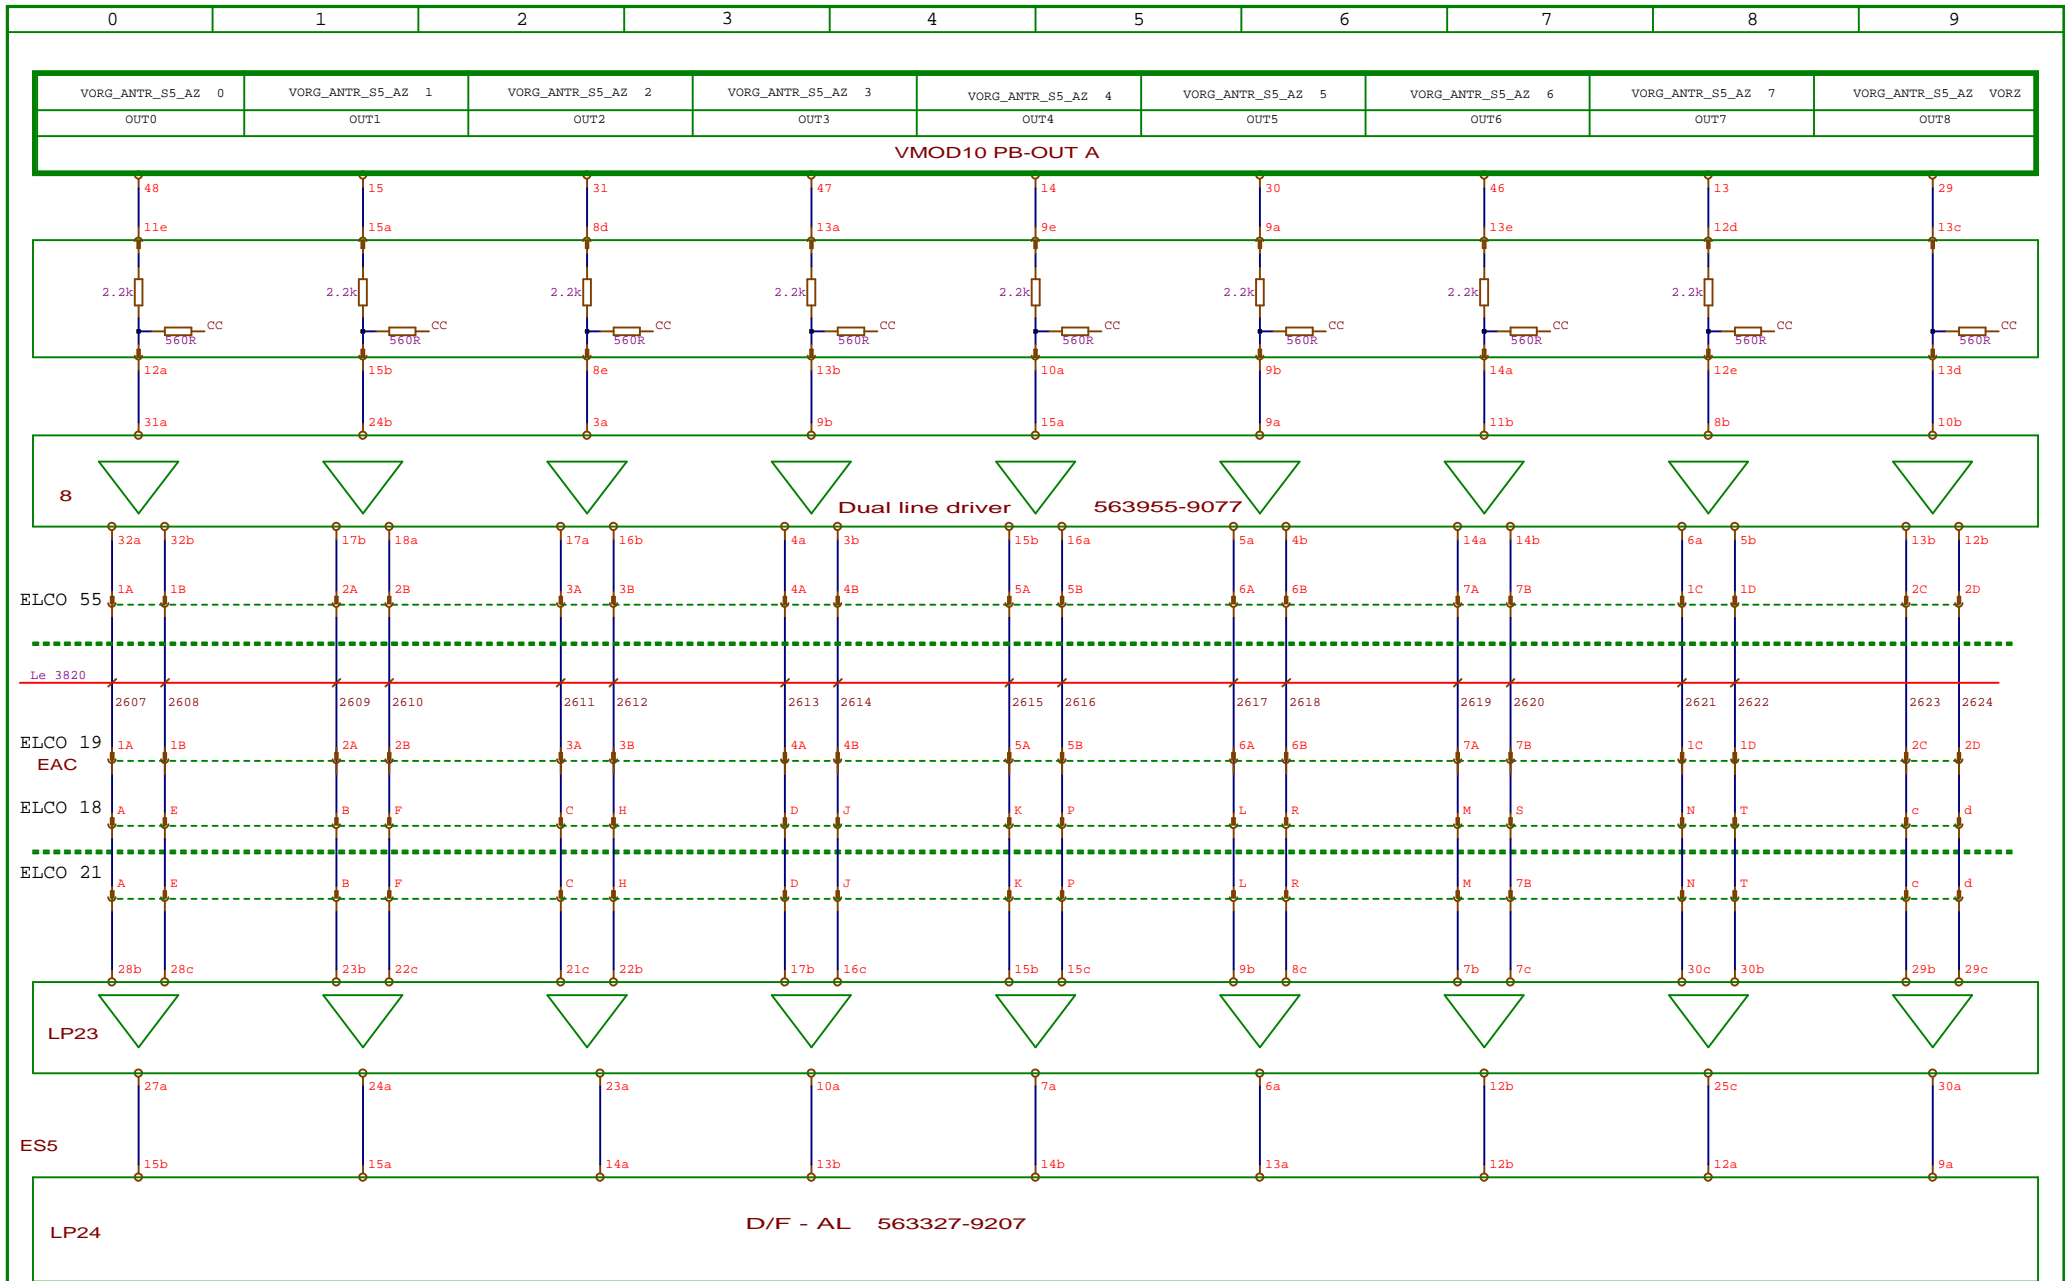 0 1 2 3 4 5 6 7 8 9
VORG_ANTR_S5_AZ 0 VORG_ANTR_S5_AZ 1 VORG_ANTR_S5_AZ 2 VORG_ANTR_S5_AZ 3 VORG_ANTR_S5_AZ 4 VORG_ANTR_S5_AZ 5 VORG_ANTR_S5_AZ 6 VORG_ANTR_S5_AZ 7 VORG_ANTR_S5_AZ VORZ
OUT0 OUT1 OUT2 OUT3 OUT4 OUT5 OUT6 OUT7 OUT8
VMOD10 PB-OUT A
48 15 31 47 14 30 46 13 29
11e 15a 8d 13a 9e 9a 13e 12d 13c
2.2k 2.2k 2.2k 2.2k 2.2k 2.2k 2.2k 2.2k
CC CC CC CC CC CC CC CC CC
560R 560R 560R 560R 560R 560R 560R 560R 560R
12a 15b 8e 13b 10a 9b 14a 12e 13d
31a 24b 3a 9b 15a 9a 11b 8b 10b
8 Dual line driver 563955-9077
32a 32b 17b 18a 17a 16b 4a 3b 15b 16a 5a 4b 14a 14b 6a 5b 13b 12b
ELCO 55 1A 1B 2A 2B 3A 3B 4A 4B 5A 5B 6A 6B 7A 7B 1C 1D 2C 2D
Le 3820
2607 2608 2609 2610 2611 2612 2613 2614 2615 2616 2617 2618 2619 2620 2621 2622 2623 2624
ELCO 19 1A 1B 2A 2B 3A 3B 4A 4B 5A 5B 6A 6B 7A 7B 1C 1D 2C 2D
EAC
ELCO 18 A E B F C H D J K P L R M S N T c d
ELCO 21 A E B F C H D J K P L R M 7B N T c d
28b 28c 23b 22c 21c 22b 17b 16c 15b 15c 9b 8c 7b 7c 30c 30b 29b 29c
LP23
27a 24a 23a 10a 7a 6a 12b 25c 30a
ES5
15b 15a 14a 13b 14b 13a 12b 12a 9a
LP24 D/F - AL 563327-9207